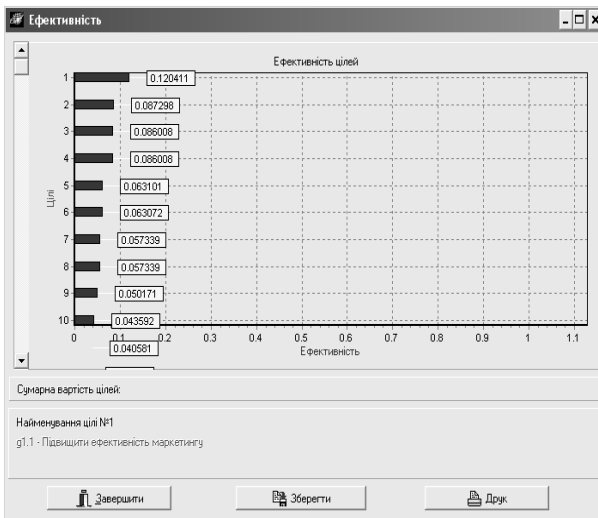 Ефективність
Ефективність цілей
1 0.120411
2 0.087298
3 0.086008
4 0.086008
5 0.063101
6 0.063072
7 0.057339
8 0.057339
9 0.050171
10 0.043592
Цілі
0 0.1 0.2 0.3 0.4 0.5 0.6 0.7 0.8 0.9 1 1.1
0.040581
Ефективність
Сумарна вартість цілей:
Найменування цілі №1
g1.1 - Підвищити ефективність маркетингу
Завершити Зберегти Друк